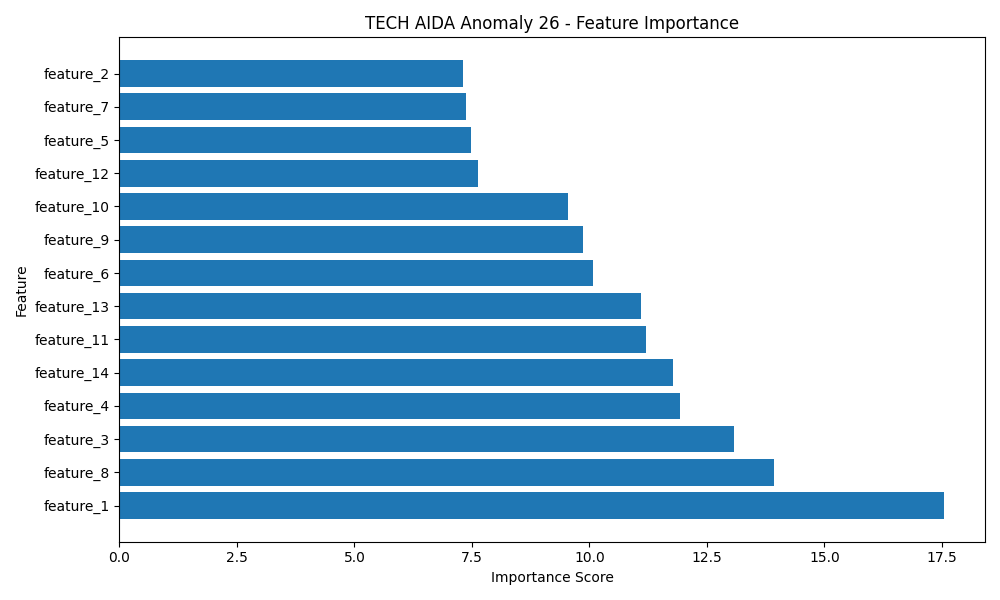 TECH AIDA Anomaly 26 - Feature Importance
Feature
feature_2
feature_7
feature_5
feature_12
feature_10
feature_9
feature_6
feature_13
feature_11
feature_14
feature_4
feature_3
feature_8
feature_1
0.0 2.5 5.0 7.5 10.0 12.5 15.0 17.5
Importance Score